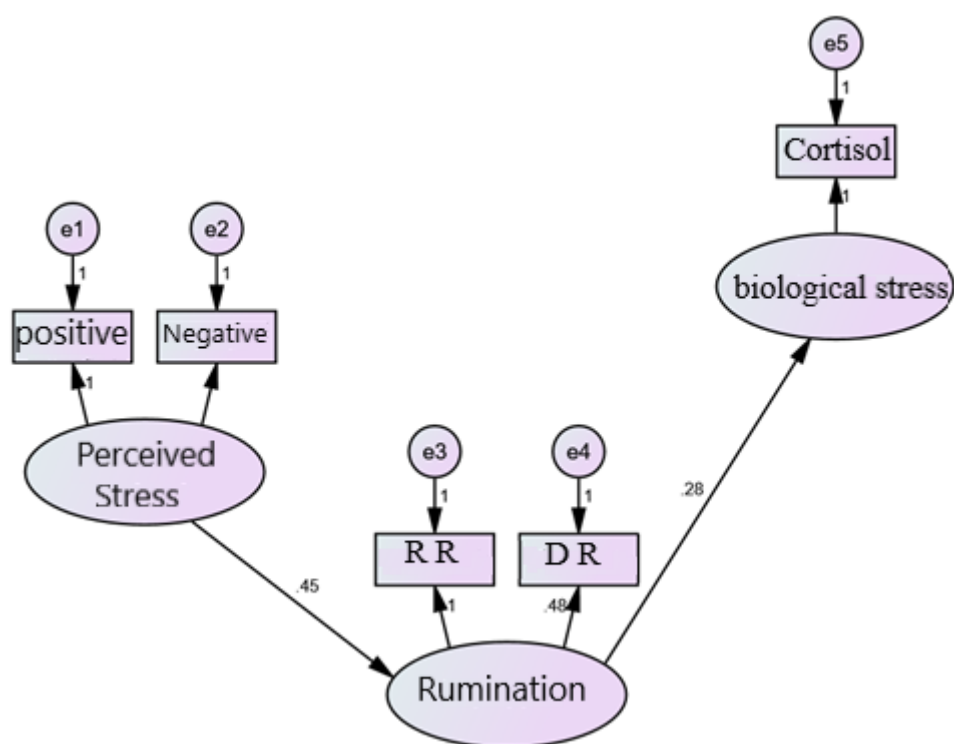 e5
1
Cortisol
1
biological stress
e1
e2
1
1
positive
Negative
1
Perceived
Stress
e3
e4
1
1
.28
R R
D R
.45
1
.48
Rumination